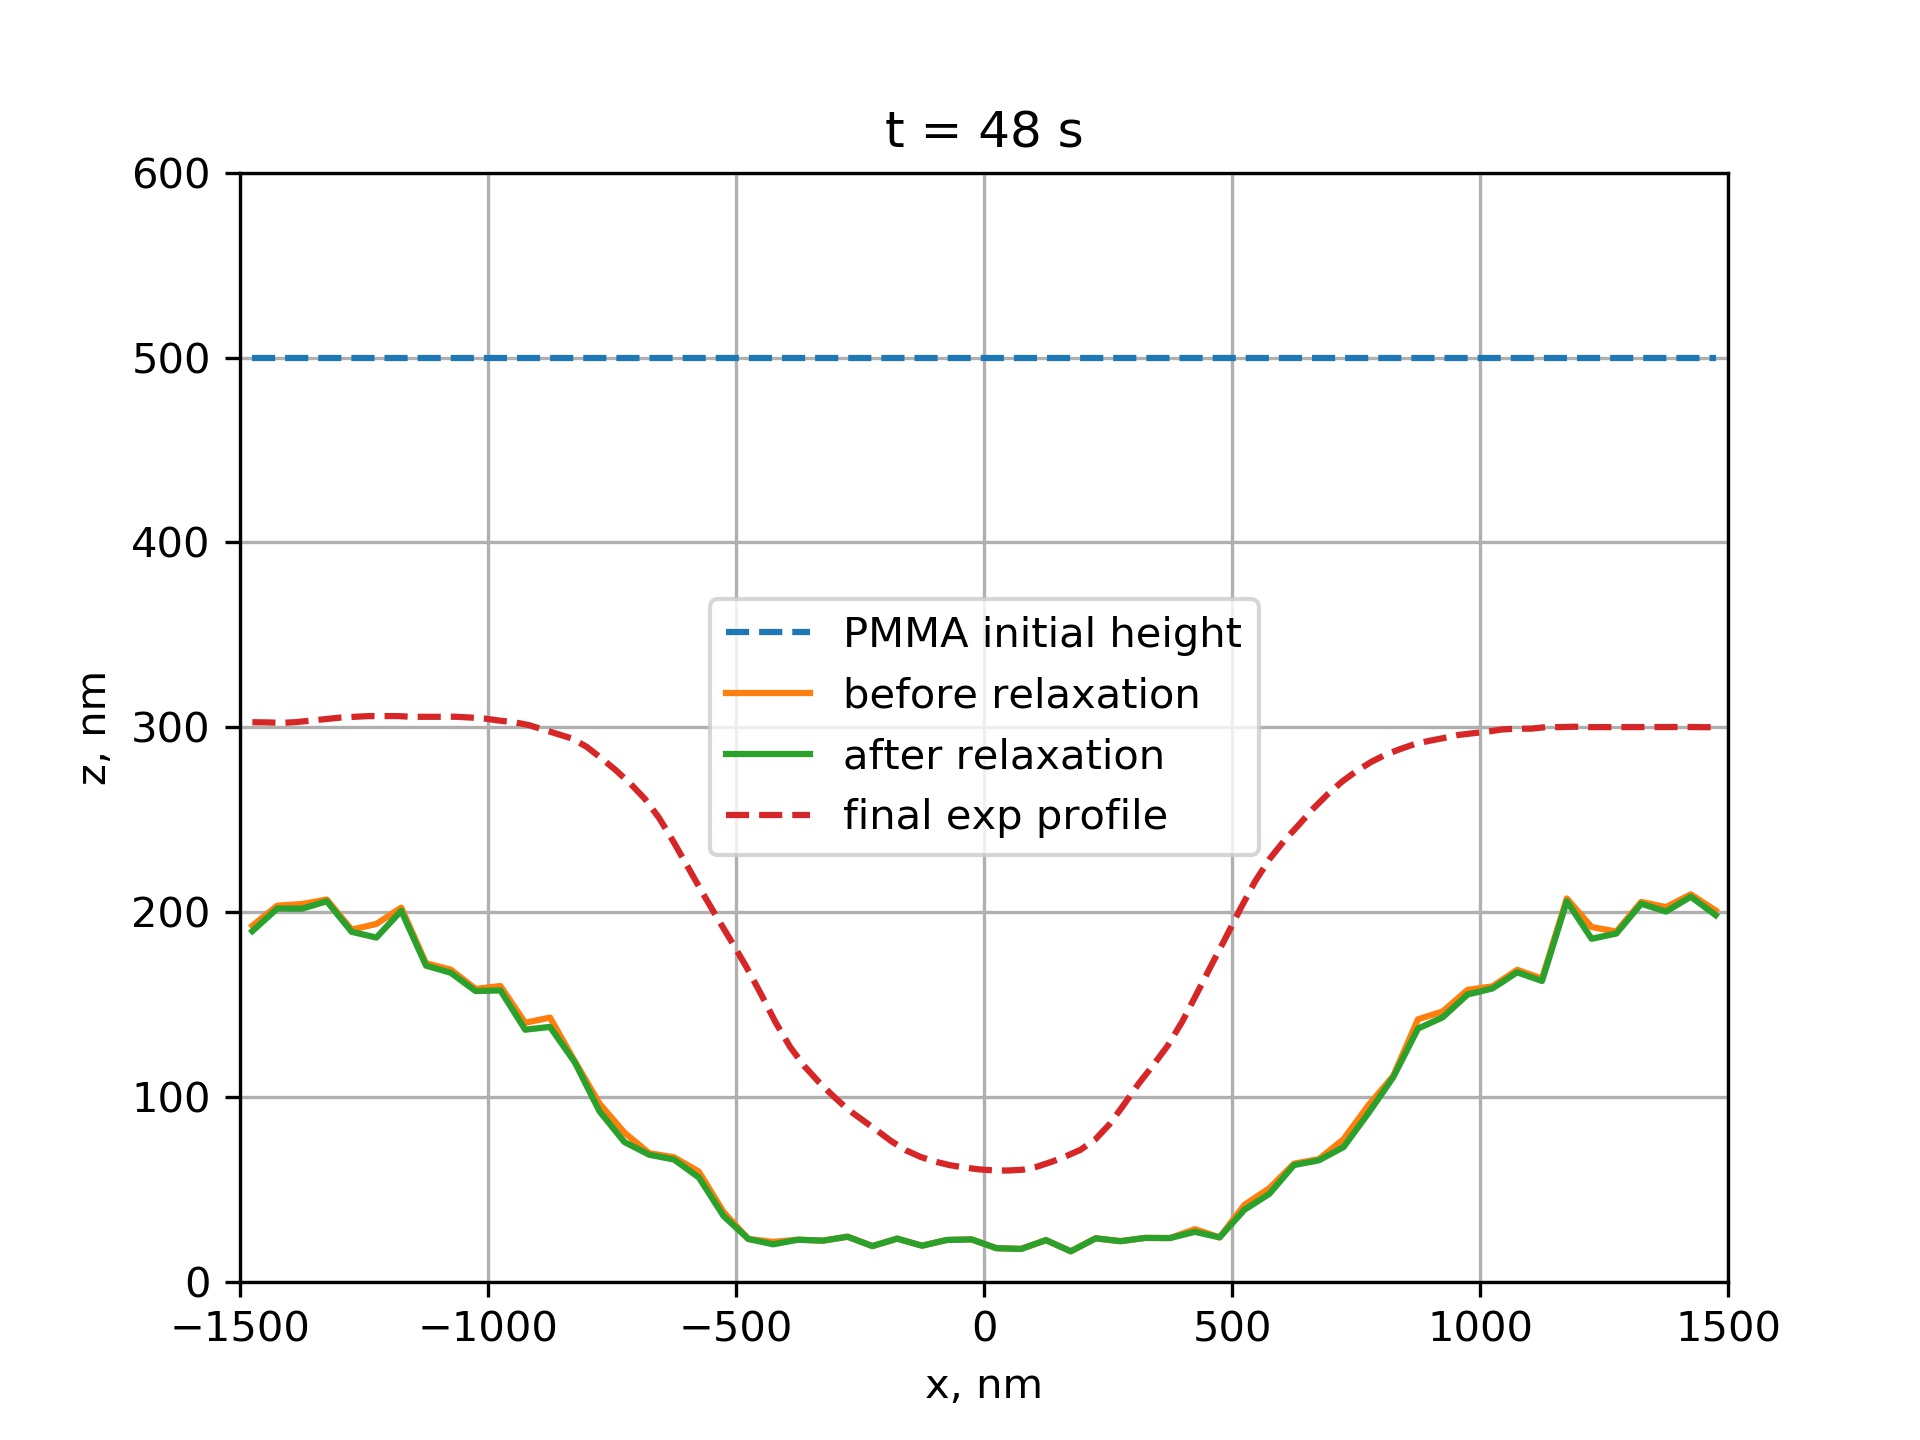 t = 48 s
600
500
400
300
200
100
0
z, nm
PMMA initial height
before relaxation
after relaxation
final exp profile
−1500 −1000 −500 0 500 1000 1500
x, nm